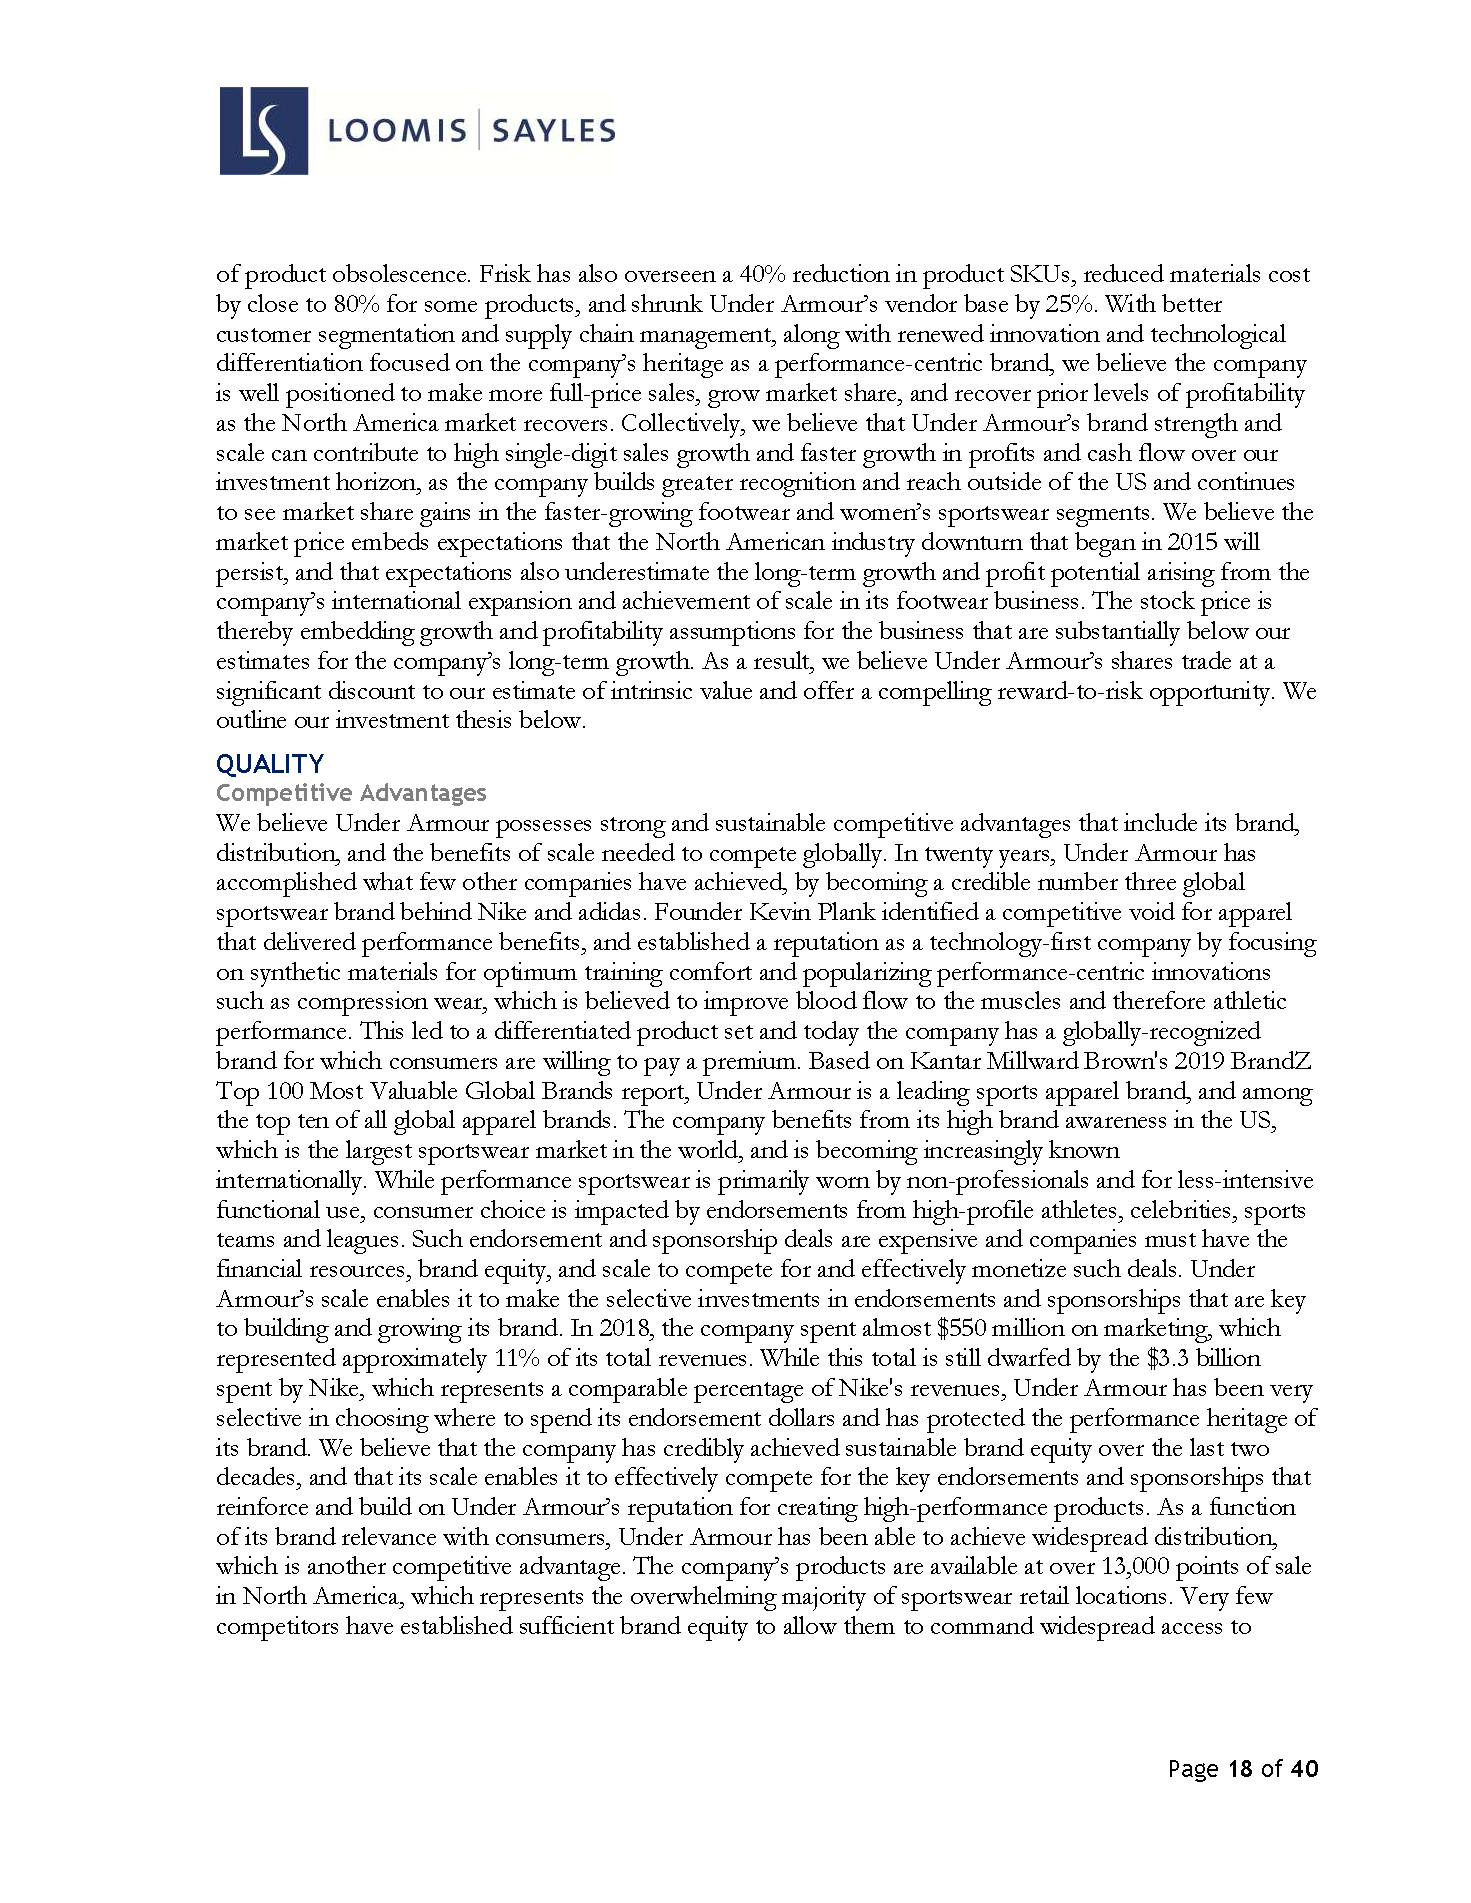 LS LOOMIS | SAYLES
of product obsolescence. Frisk has also overseen a 40% reduction in product SKUs, reduced materials cost
by close to 80% for some products, and shrunk Under Armour’s vendor base by 25%. With better
customer segmentation and supply chain management, along with renewed innovation and technological
differentiation focused on the company’s heritage as a performance-centric brand, we believe the company
is well positioned to make more full-price sales, grow market share, and recover prior levels of profitability
as the North America market recovers. Collectively, we believe that Under Armour’s brand strength and
scale can contribute to high single-digit sales growth and faster growth in profits and cash flow over our
investment horizon, as the company builds greater recognition and reach outside of the US and continues
to see market share gains in the faster-growing footwear and women’s sportswear segments. We believe the
market price embeds expectations that the North American industry downturn that began in 2015 will
persist, and that expectations also underestimate the long-term growth and profit potential arising from the
company’s international expansion and achievement of scale in its footwear business. The stock price is
thereby embedding growth and profitability assumptions for the business that are substantially below our
estimates for the company’s long-term growth. As a result, we believe Under Armour’s shares trade at a
significant discount to our estimate of intrinsic value and offer a compelling reward-to-risk opportunity. We
outline our investment thesis below.
QUALITY
Competitive Advantages
We believe Under Armour possesses strong and sustainable competitive advantages that include its brand,
distribution, and the benefits of scale needed to compete globally. In twenty years, Under Armour has
accomplished what few other companies have achieved, by becoming a credible number three global
sportswear brand behind Nike and adidas. Founder Kevin Plank identified a competitive void for apparel
that delivered performance benefits, and established a reputation as a technology-first company by focusing
on synthetic materials for optimum training comfort and popularizing performance-centric innovations
such as compression wear, which is believed to improve blood flow to the muscles and therefore athletic
performance. This led to a differentiated product set and today the company has a globally-recognized
brand for which consumers are willing to pay a premium. Based on Kantar Millward Brown's 2019 BrandZ
Top 100 Most Valuable Global Brands report, Under Armour is a leading sports apparel brand, and among
the top ten of all global apparel brands. The company benefits from its high brand awareness in the US,
which is the largest sportswear market in the world, and is becoming increasingly known
internationally. While performance sportswear is primarily worn by non-professionals and for less-intensive
functional use, consumer choice is impacted by endorsements from high-profile athletes, celebrities, sports
teams and leagues. Such endorsement and sponsorship deals are expensive and companies must have the
financial resources, brand equity, and scale to compete for and effectively monetize such deals. Under
Armour’s scale enables it to make the selective investments in endorsements and sponsorships that are key
to building and growing its brand. In 2018, the company spent almost $550 million on marketing, which
represented approximately 11% of its total revenues. While this total is still dwarfed by the $3.3 billion
spent by Nike, which represents a comparable percentage of Nike's revenues, Under Armour has been very
selective in choosing where to spend its endorsement dollars and has protected the performance heritage of
its brand. We believe that the company has credibly achieved sustainable brand equity over the last two
decades, and that its scale enables it to effectively compete for the key endorsements and sponsorships that
reinforce and build on Under Armour’s reputation for creating high-performance products. As a function
of its brand relevance with consumers, Under Armour has been able to achieve widespread distribution,
which is another competitive advantage. The company’s products are available at over 13,000 points of sale
in North America, which represents the overwhelming majority of sportswear retail locations. Very few
competitors have established sufficient brand equity to allow them to command widespread access to
Page 18 of 40